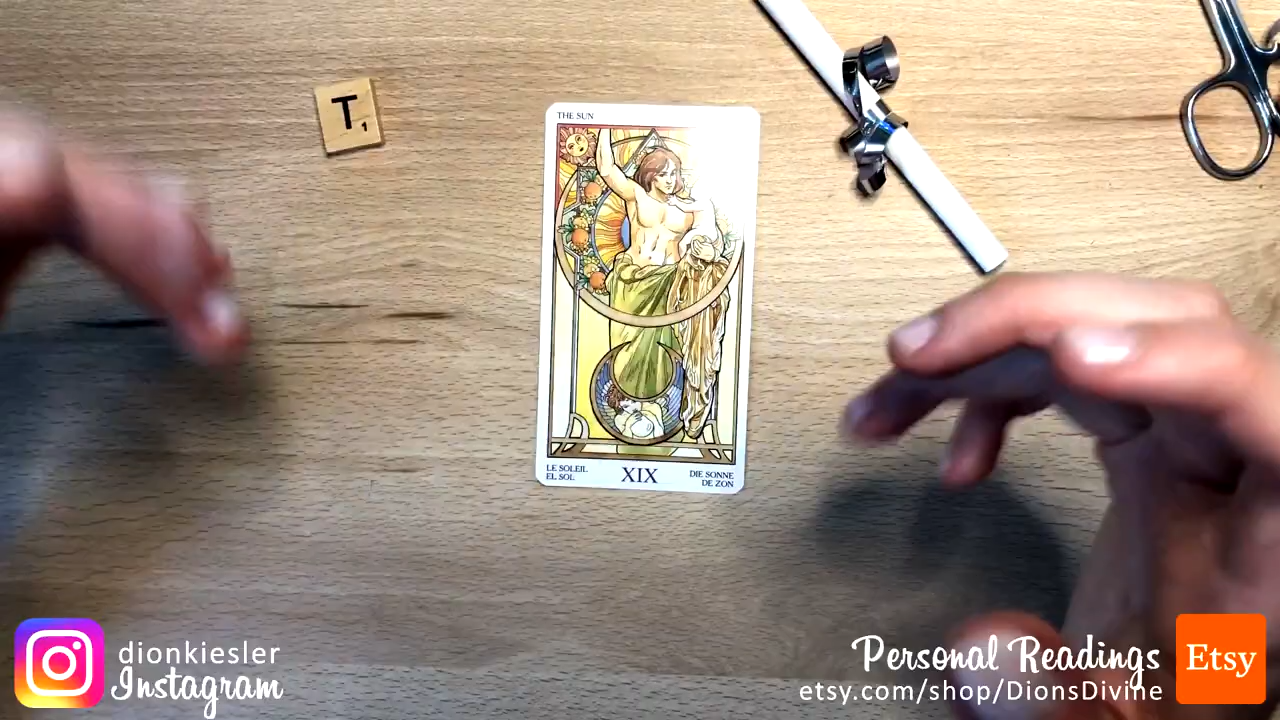 T1
THE SUN
LE SOLEIL
EL SOL
XIX
DIE SONNE
DE ZON
dionkiesler
Instagram
Personal Readings
etsy.com/shop/DionsDivine
Etsy